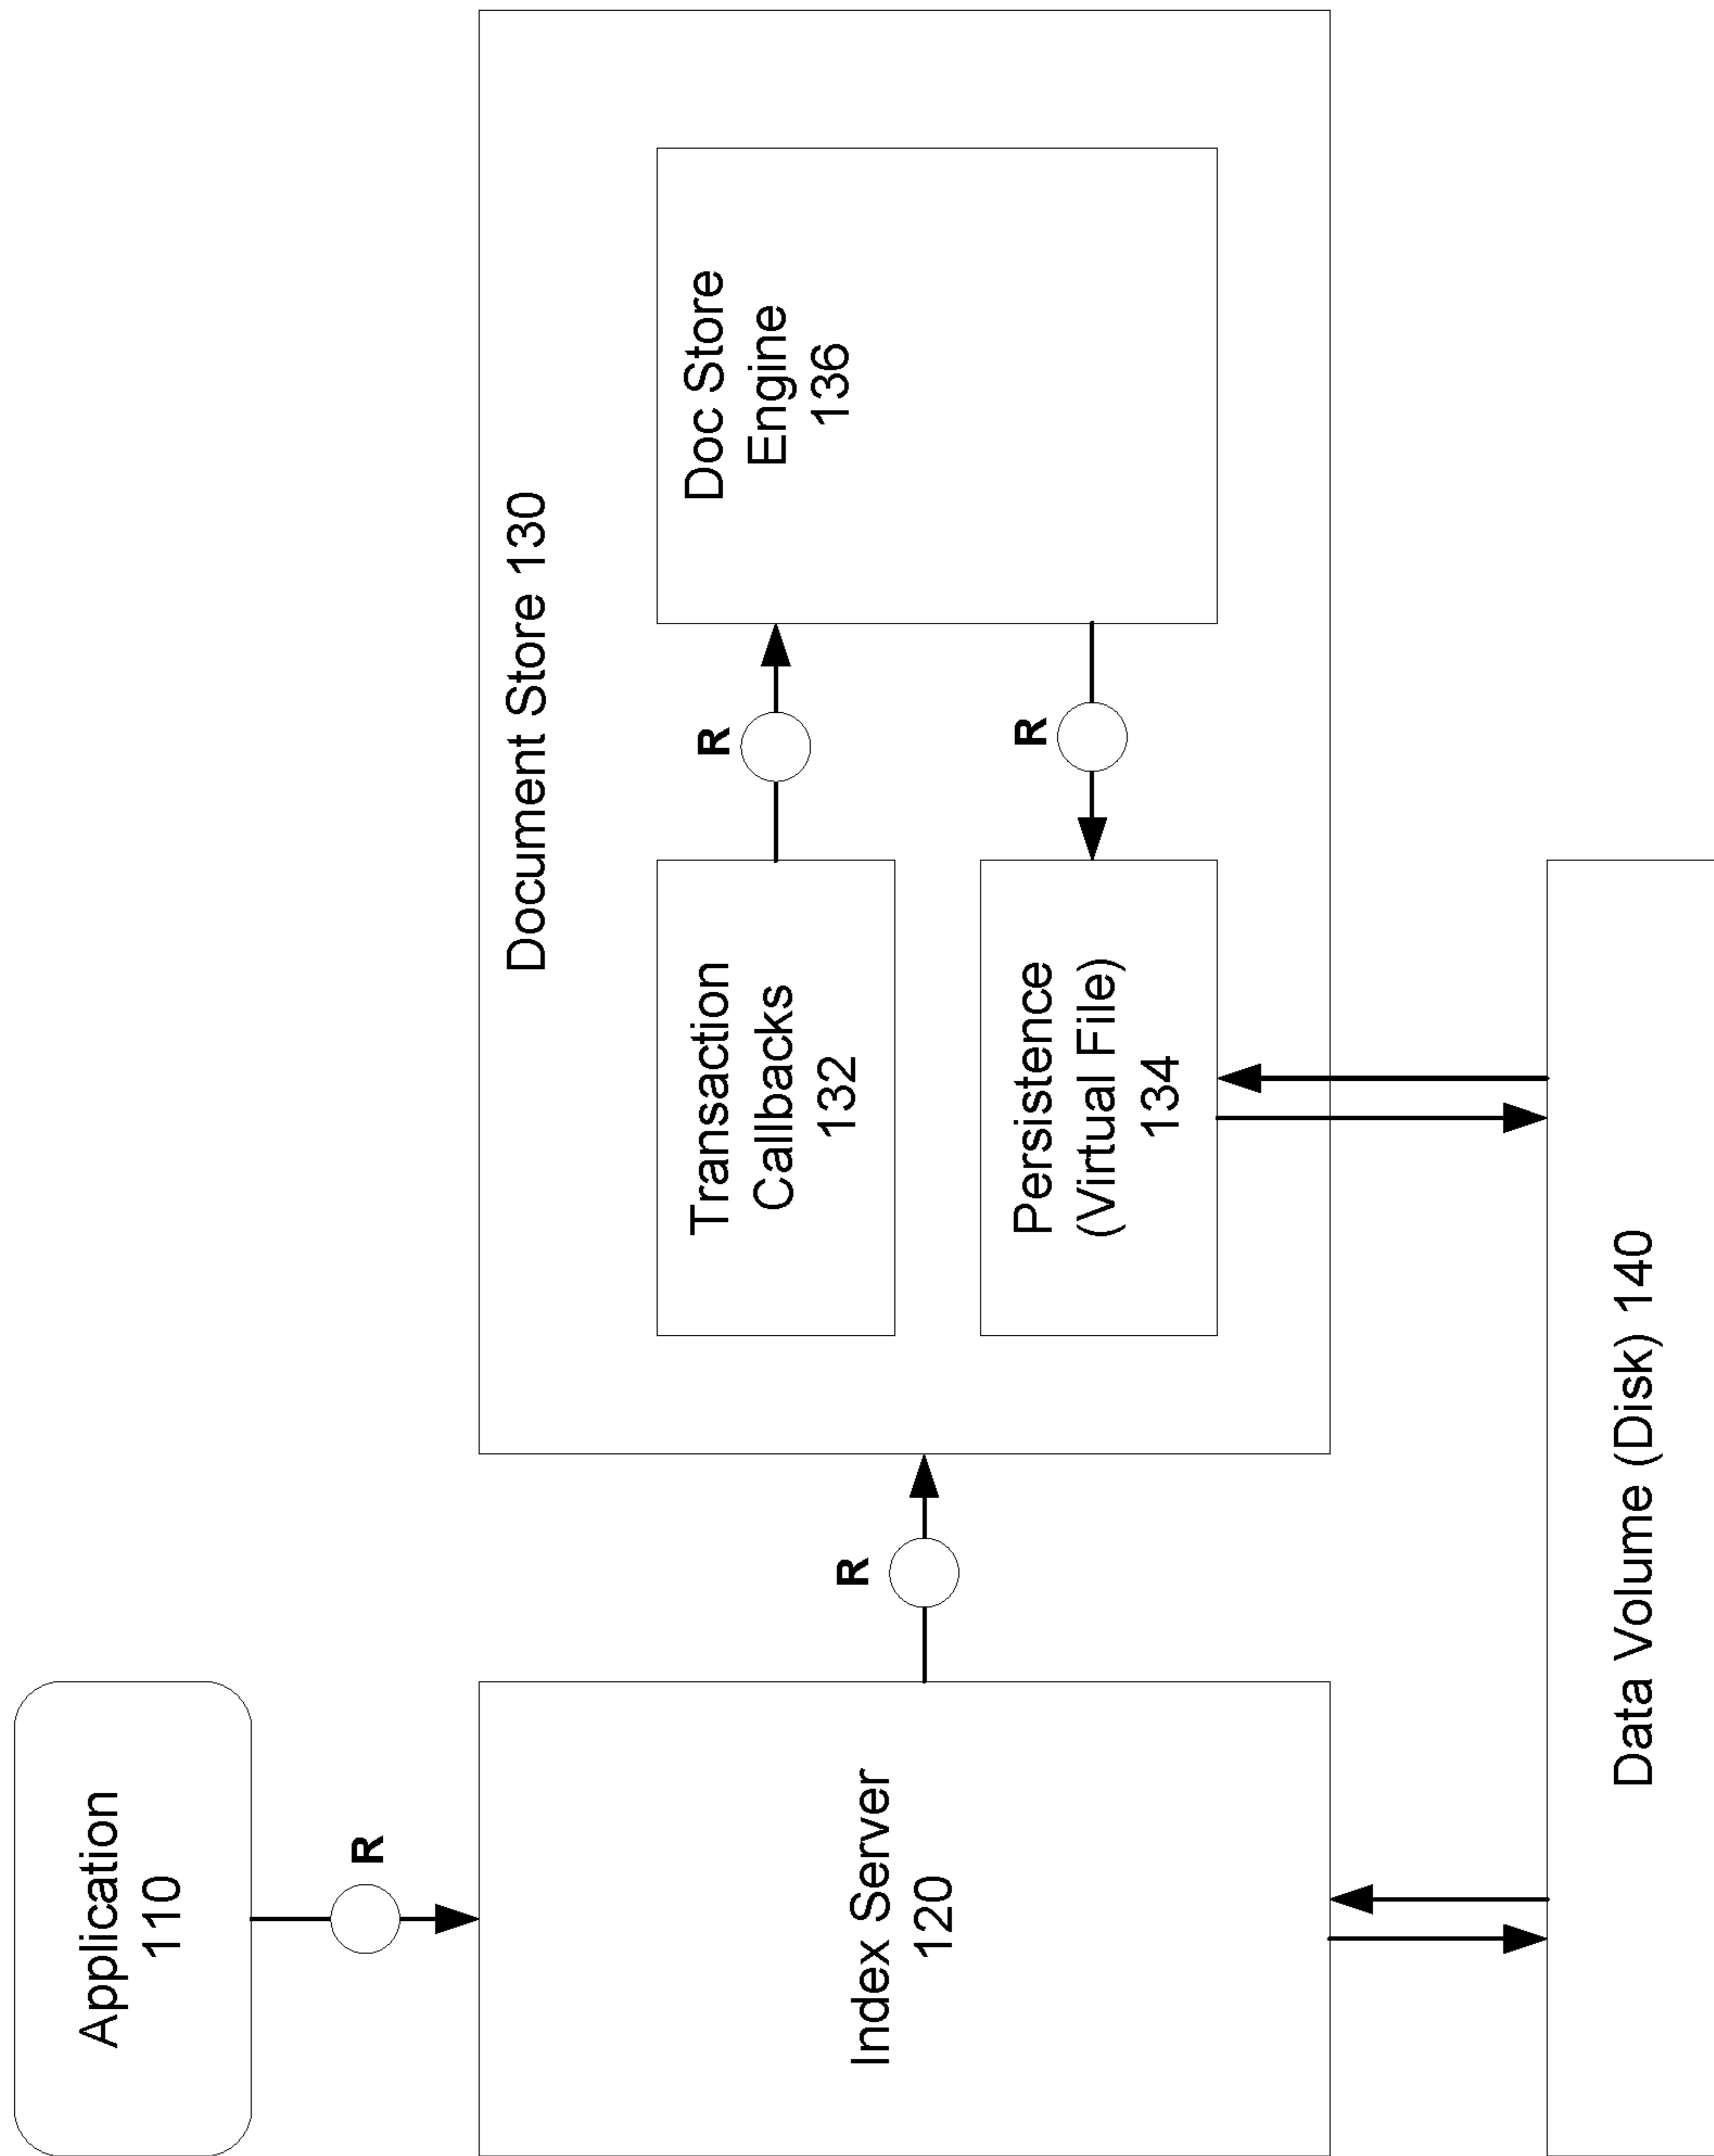 Application
110
R
Index Server
120
R
Document Store 130
Transaction
Callbacks
132
R
Doc Store
Engine
136
Persistence
(Virtual File)
134
R
Data Volume (Disk) 140